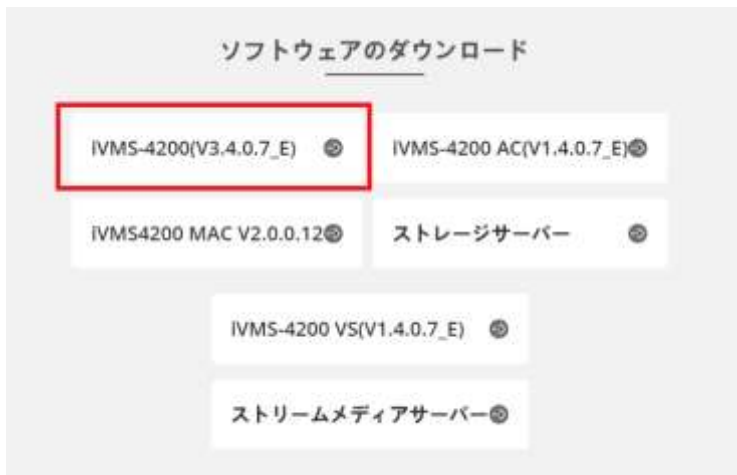 ソフトウェアのダウンロード
iVMS-4200(V3.4.0.7_E)
iVMS-4200 AC(V1.4.0.7_E)
iVMS4200 MAC V2.0.0.12
ストレージサーバー
iVMS-4200 VS(V1.4.0.7_E)
ストリームメディアサーバー